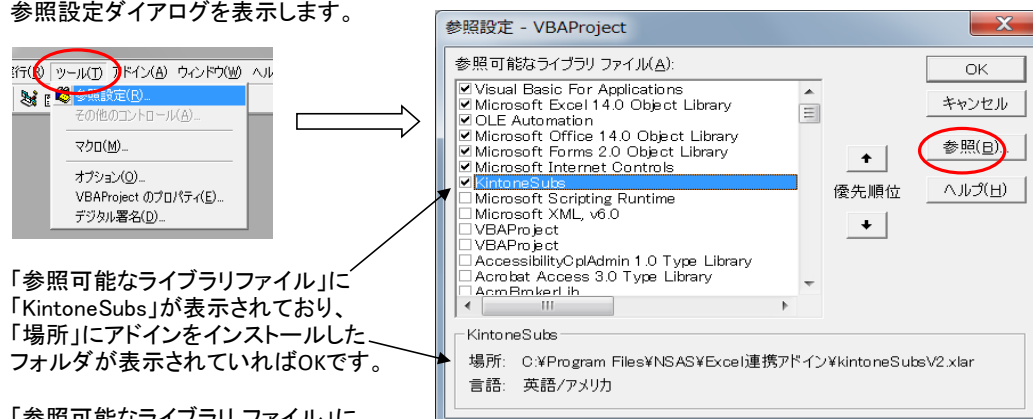 参照設定ダイアログを表示します。
ツール(T) アドイン(A) ウィンドウ(W) ヘル
参照設定(R)...
その他のコントロール(A)...
マクロ(M)...
オプション(O)...
VBAProject のプロパティ(E)...
デジタル署名(D)...
「参照可能なライブラリファイル」に
「KintoneSubs」が表示されており、
「場所」にアドインをインストールした
フォルダが表示されていればOKです。
「参照可能なライブラリ ファイル」に
参照設定 - VBAProject
参照可能なライブラリ ファイル(A):
Visual Basic For Applications
Microsoft Excel 14.0 Object Library
OLE Automation
Microsoft Office 14.0 Object Library
Microsoft Forms 2.0 Object Library
Microsoft Internet Controls
KintoneSubs
Microsoft Scripting Runtime
Microsoft XML, v6.0
VBAProject
VBAProject
AccessibilityCplAdmin 1.0 Type Library
Acrobat Access 3.0 Type Library
AcroBrokerLib
OK
キャンセル
参照(B)...
優先順位
ヘルプ(H)
KintoneSubs
場所: C:¥Program Files¥NSAS¥Excel連携アドイン¥kintoneSubsV2.xlar
言語: 英語/アメリカ